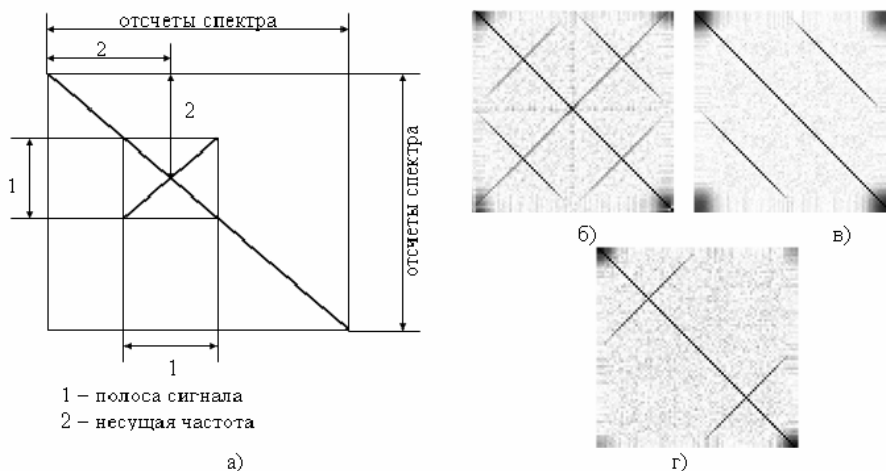 отсчеты спектра
2
2
1
отсчеты спектра
1
1 – полоса сигнала
2 – несущая частота
а)
б)
в)
г)